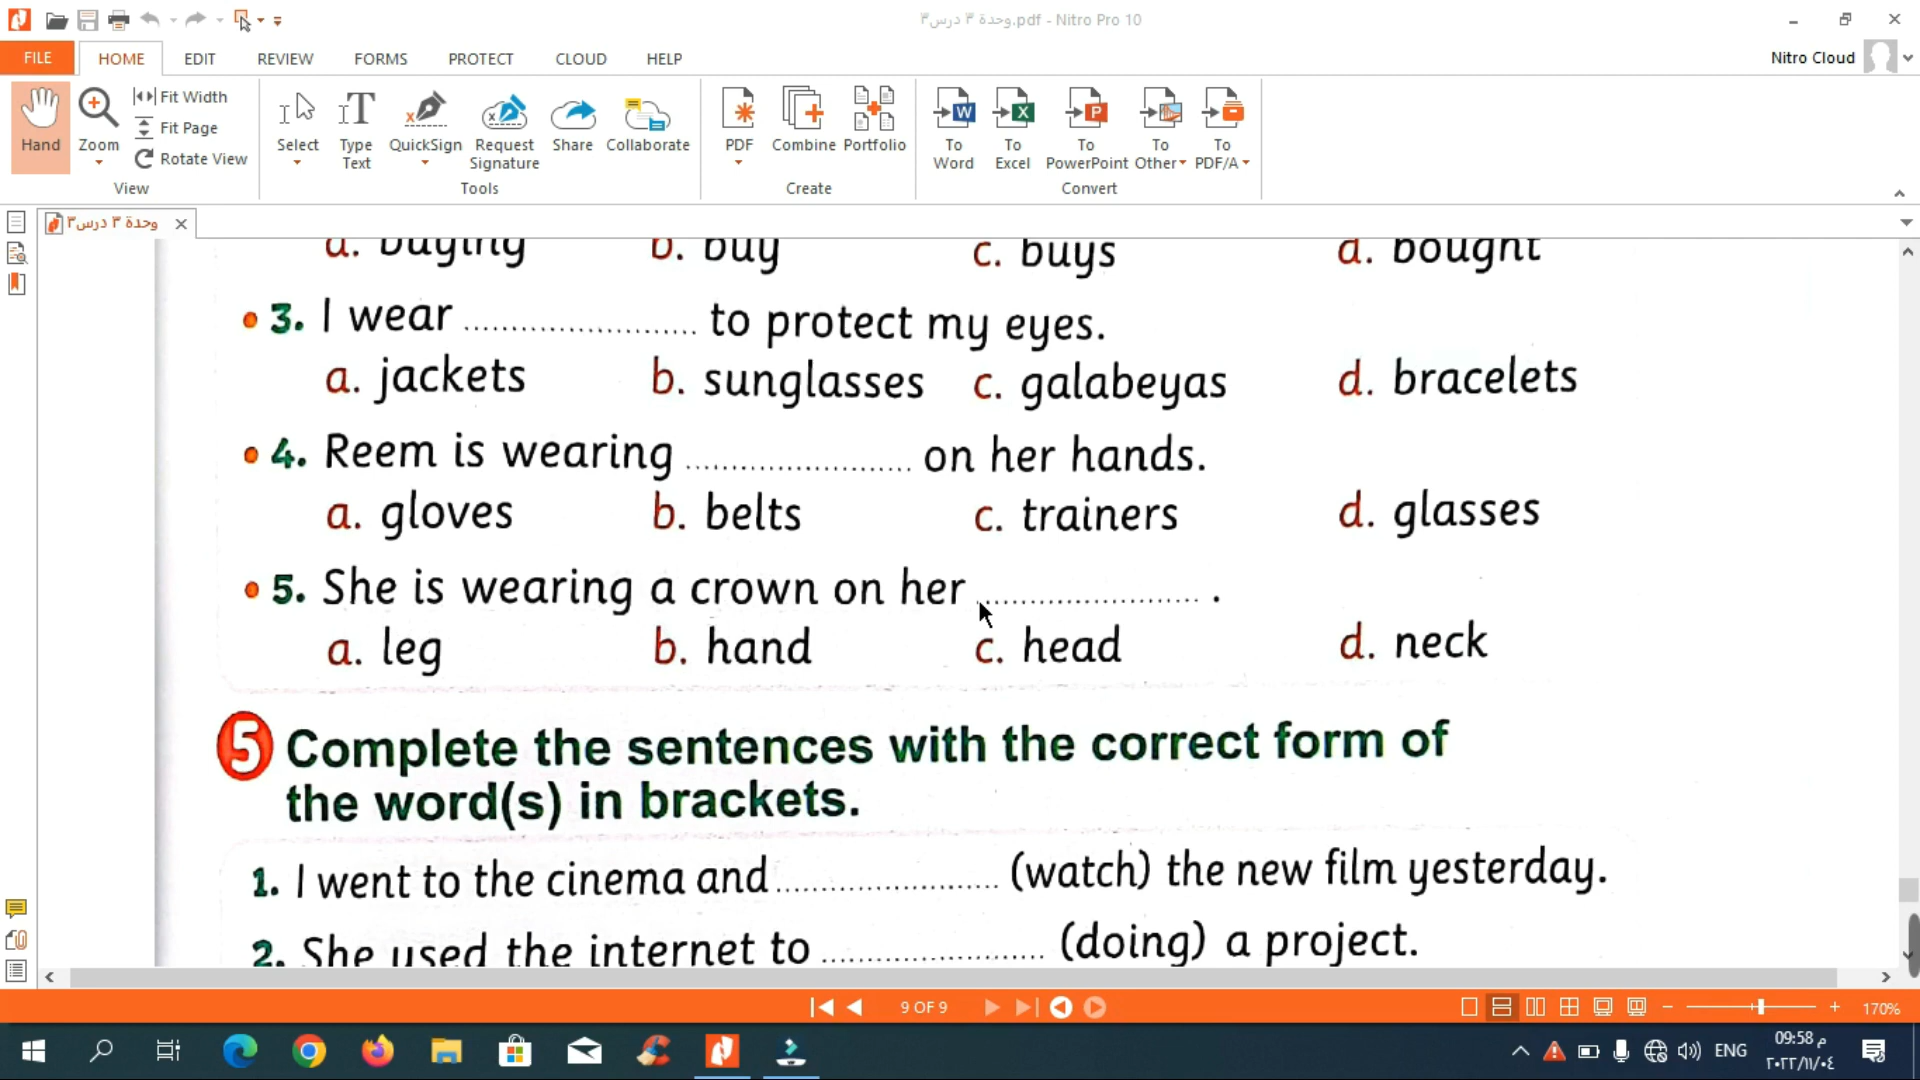 وحدة ٣ درس٣.pdf - Nitro Pro 10
FILE HOME EDIT REVIEW FORMS PROTECT CLOUD HELP Nitro Cloud
Hand Zoom Fit Width Fit Page Rotate View
View
Select Type Text QuickSign Request Signature Share Collaborate
Tools
PDF Combine Portfolio
Create
To Word To Excel To PowerPoint To Other To PDF/A
Convert
وحدة ٣ درس٣
a. buying b. buy c. buys d. bought
3. I wear ........................ to protect my eyes.
a. jackets b. sunglasses c. galabeyas d. bracelets
4. Reem is wearing ........................ on her hands.
a. gloves b. belts c. trainers d. glasses
5. She is wearing a crown on her ........................ .
a. leg b. hand c. head d. neck
5 Complete the sentences with the correct form of
the word(s) in brackets.
1. I went to the cinema and ........................ (watch) the new film yesterday.
2. She used the internet to ........................ (doing) a project.
9 OF 9
170%
ENG
09:58 م
٢٠٢٢/١١/٠٤